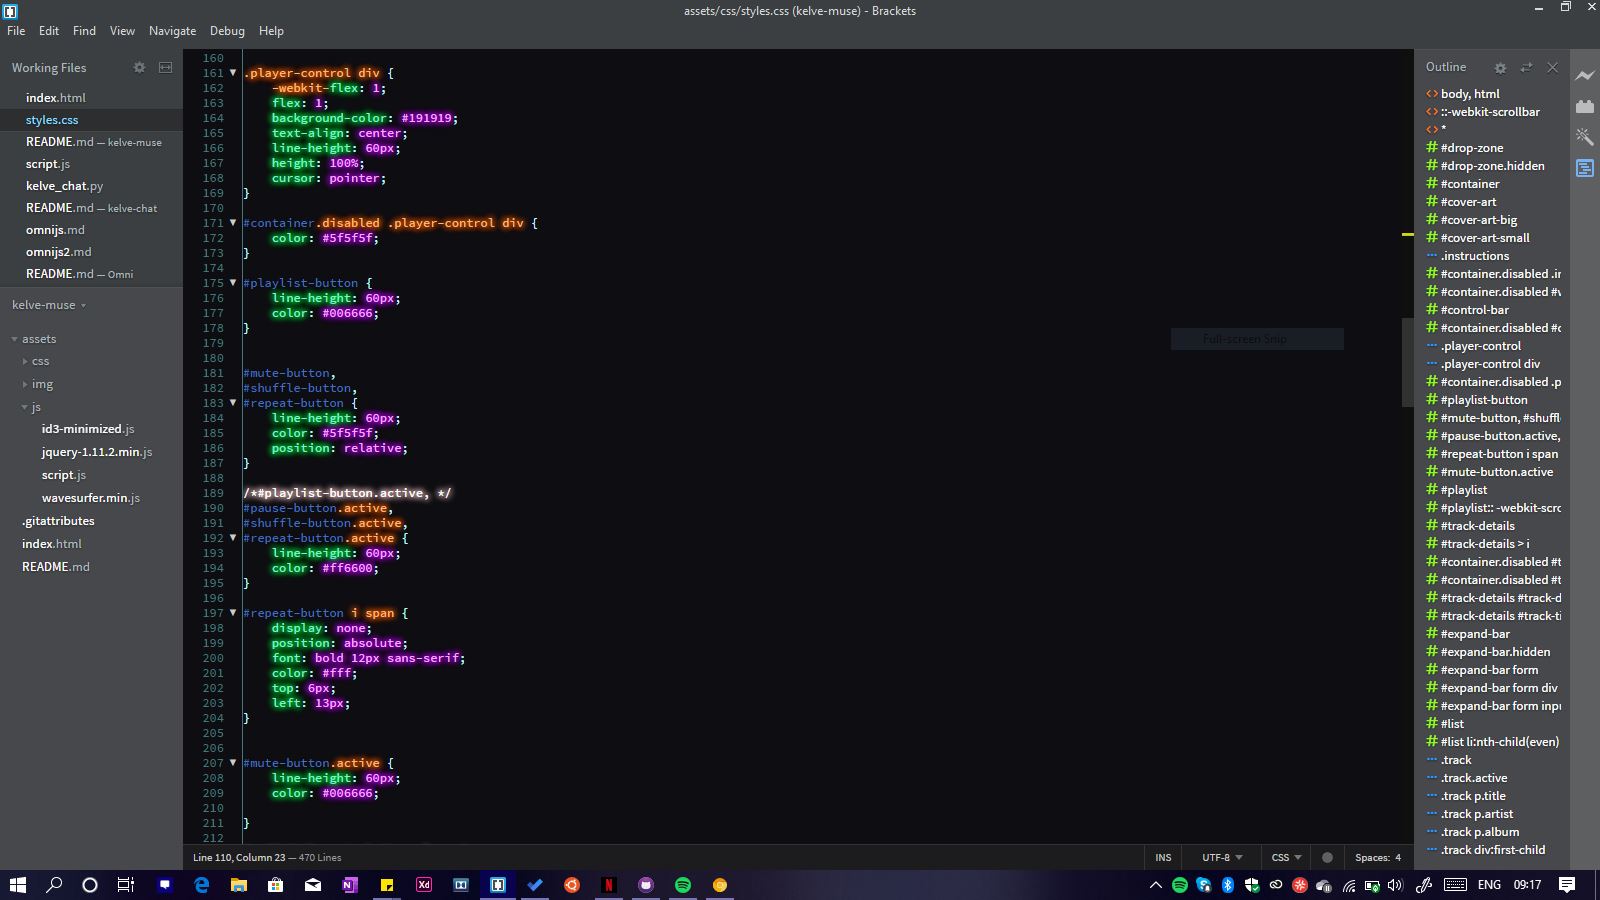 assets/css/styles.css (kelve-muse) - Brackets
File Edit Find View Navigate Debug Help
Working Files
index.html
styles.css
README.md — kelve-muse
script.js
kelve_chat.py
README.md — kelve-chat
omnijs.md
omnijs2.md
README.md — Omni
kelve-muse
assets
css
img
js
id3-minimized.js
jquery-1.11.2.min.js
script.js
wavesurfer.min.js
.gitattributes
index.html
README.md
160
161 .player-control div {
162 -webkit-flex: 1;
163 flex: 1;
164 background-color: #191919;
165 text-align: center;
166 line-height: 60px;
167 height: 100%;
168 cursor: pointer;
169 }
170
171 #container.disabled .player-control div {
172 color: #5f5f5f;
173 }
174
175 #playlist-button {
176 line-height: 60px;
177 color: #006666;
178 }
179
180
181 #mute-button,
182 #shuffle-button,
183 #repeat-button {
184 line-height: 60px;
185 color: #5f5f5f;
186 position: relative;
187 }
188
189 /*#playlist-button.active, */
190 #pause-button.active,
191 #shuffle-button.active,
192 #repeat-button.active {
193 line-height: 60px;
194 color: #ff6600;
195 }
196
197 #repeat-button i span {
198 display: none;
199 position: absolute;
200 font: bold 12px sans-serif;
201 color: #fff;
202 top: 6px;
203 left: 13px;
204 }
205
206
207 #mute-button.active {
208 line-height: 60px;
209 color: #006666;
210
211 }
212
Full-screen Snip
Outline
<> body, html
<> ::-webkit-scrollbar
<> *
# #drop-zone
# #drop-zone.hidden
# #container
# #cover-art
# #cover-art-big
# #cover-art-small
.instructions
# #container.disabled .ir
# #container.disabled #v
# #control-bar
# #container.disabled #c
.player-control
.player-control div
# #container.disabled .p
# #playlist-button
# #mute-button, #shuffl
# #pause-button.active,
# #repeat-button i span
# #mute-button.active
# #playlist
# #playlist:: -webkit-scrc
# #track-details
# #track-details > i
# #container.disabled #t
# #container.disabled #t
# #track-details #track-d
# #track-details #track-ti
# #expand-bar
# #expand-bar.hidden
# #expand-bar form
# #expand-bar form div
# #expand-bar form inpu
# #list
# #list li:nth-child(even)
.track
.track.active
.track p.title
.track p.artist
.track p.album
.track div:first-child
Line 110, Column 23 — 470 Lines
INS UTF-8 CSS Spaces: 4
ENG 09:17